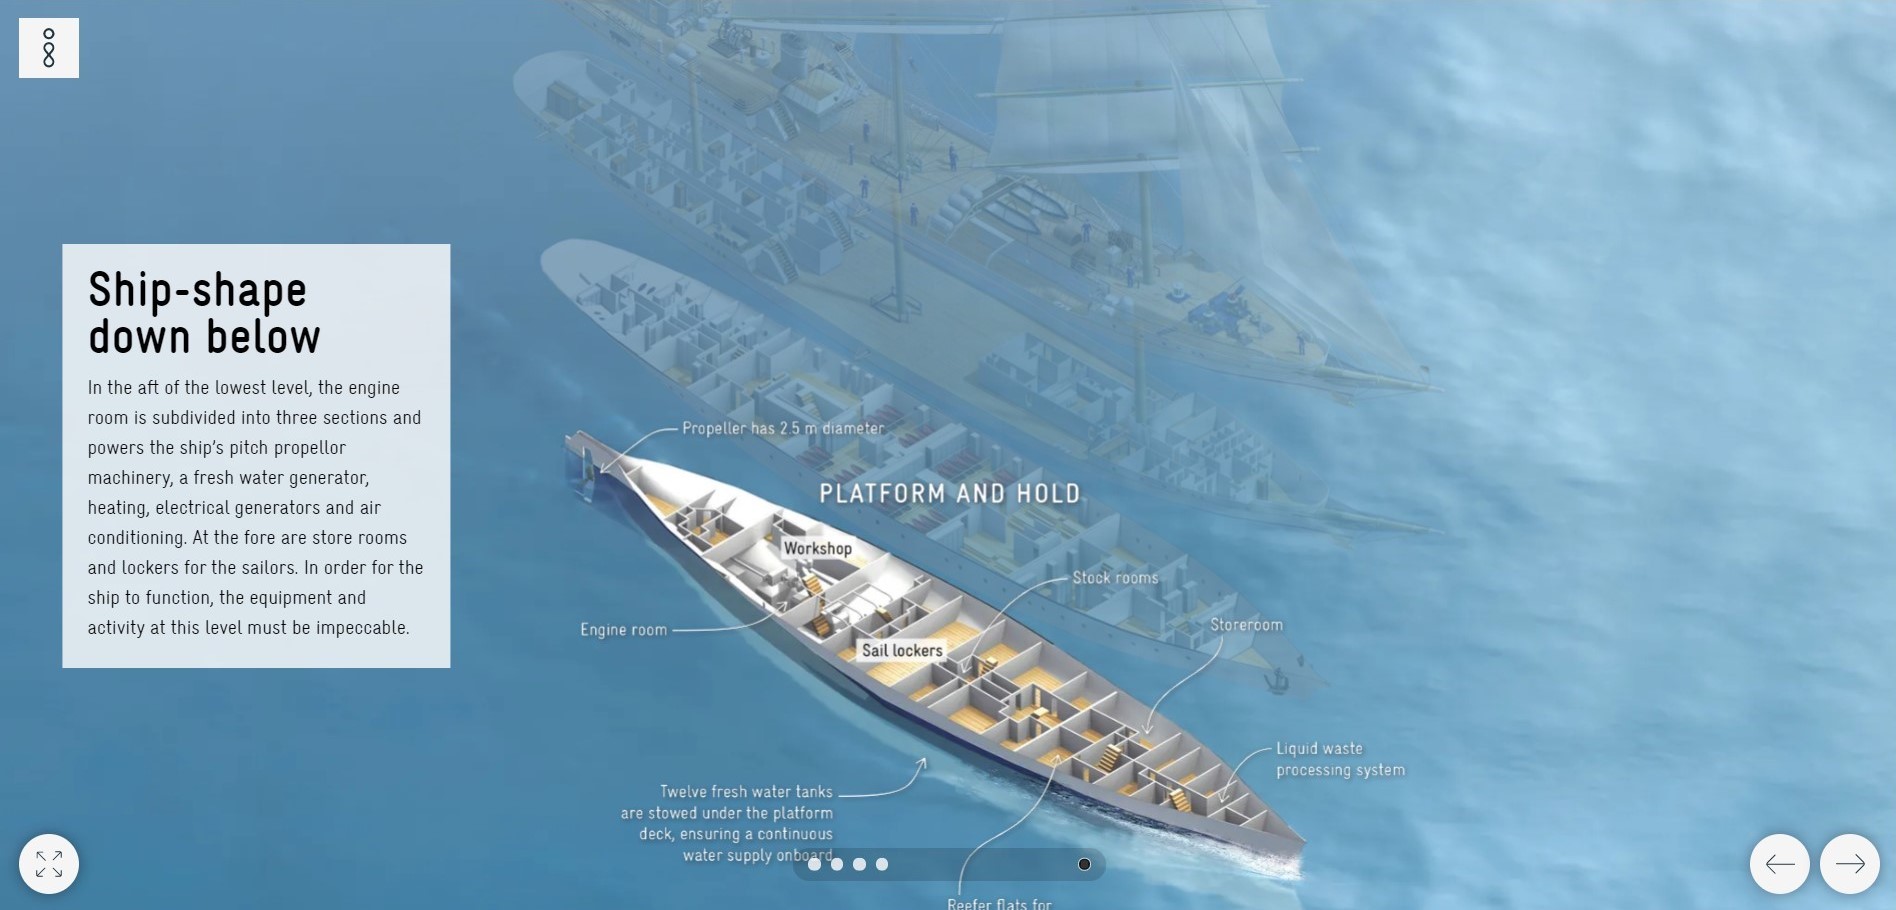 Ship-shape
down below
In the aft of the lowest level, the engine
room is subdivided into three sections and
powers the ship's pitch propellor
machinery, a fresh water generator,
heating, electrical generators and air
conditioning. At the fore are store rooms
and lockers for the sailors. In order for the
ship to function, the equipment and
activity at this level must be impeccable.
Propeller has 2.5 m diameter
PLATFORM AND HOLD
Workshop
Stock rooms
Engine room
Storeroom
Sail lockers
Liquid waste
processing system
Twelve fresh water tanks
are stowed under the platform
deck, ensuring a continuous
water supply onboard
Reefer flats for